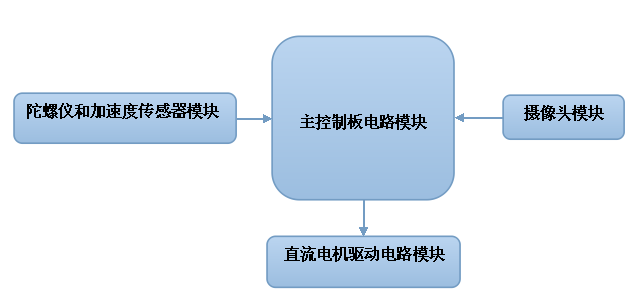 陀螺仪和加速度传感器模块
主控制板电路模块
摄像头模块
直流电机驱动电路模块